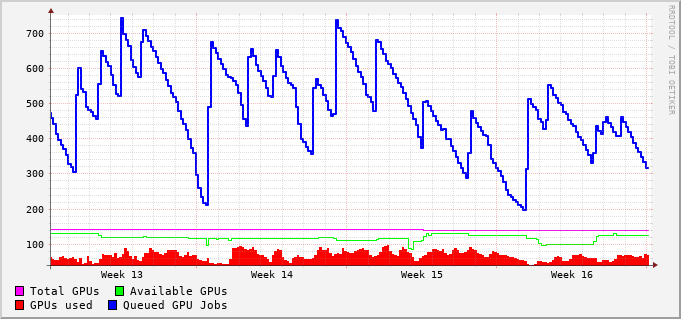 RRDTOOL / TOBI OETIKER
700
600
500
400
300
200
100
Week 13 Week 14 Week 15 Week 16
Total GPUs Available GPUs
GPUs used Queued GPU Jobs